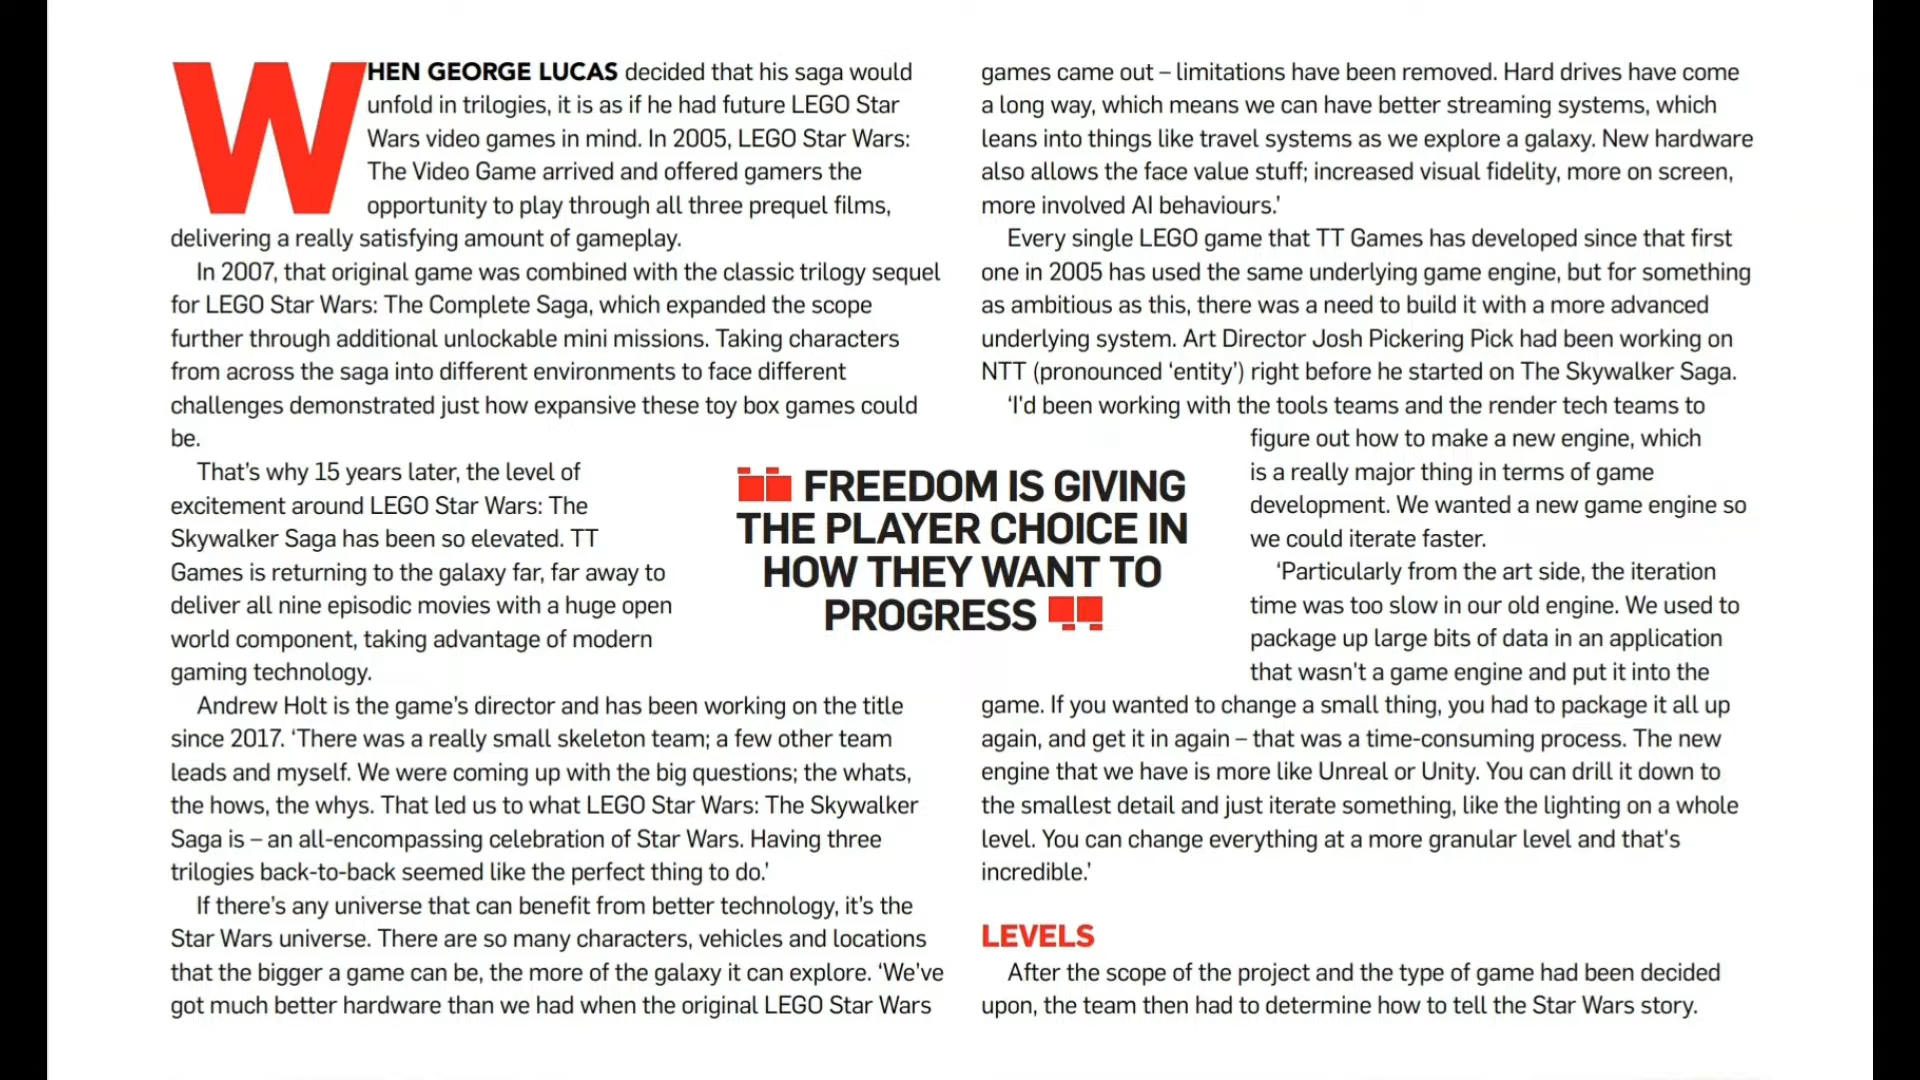 WHEN GEORGE LUCAS decided that his saga would
unfold in trilogies, it is as if he had future LEGO Star
Wars video games in mind. In 2005, LEGO Star Wars:
The Video Game arrived and offered gamers the
opportunity to play through all three prequel films,
delivering a really satisfying amount of gameplay.
In 2007, that original game was combined with the classic trilogy sequel
for LEGO Star Wars: The Complete Saga, which expanded the scope
further through additional unlockable mini missions. Taking characters
from across the saga into different environments to face different
challenges demonstrated just how expansive these toy box games could
be.
That’s why 15 years later, the level of
excitement around LEGO Star Wars: The
Skywalker Saga has been so elevated. TT
Games is returning to the galaxy far, far away to
deliver all nine episodic movies with a huge open
world component, taking advantage of modern
gaming technology.
Andrew Holt is the game’s director and has been working on the title
since 2017. ‘There was a really small skeleton team; a few other team
leads and myself. We were coming up with the big questions; the whats,
the hows, the whys. That led us to what LEGO Star Wars: The Skywalker
Saga is – an all-encompassing celebration of Star Wars. Having three
trilogies back-to-back seemed like the perfect thing to do.’
If there’s any universe that can benefit from better technology, it’s the
Star Wars universe. There are so many characters, vehicles and locations
that the bigger a game can be, the more of the galaxy it can explore. ‘We’ve
got much better hardware than we had when the original LEGO Star Wars
FREEDOM IS GIVING
THE PLAYER CHOICE IN
HOW THEY WANT TO
PROGRESS
games came out – limitations have been removed. Hard drives have come
a long way, which means we can have better streaming systems, which
leans into things like travel systems as we explore a galaxy. New hardware
also allows the face value stuff; increased visual fidelity, more on screen,
more involved AI behaviours.’
Every single LEGO game that TT Games has developed since that first
one in 2005 has used the same underlying game engine, but for something
as ambitious as this, there was a need to build it with a more advanced
underlying system. Art Director Josh Pickering Pick had been working on
NTT (pronounced ‘entity’) right before he started on The Skywalker Saga.
‘I'd been working with the tools teams and the render tech teams to
figure out how to make a new engine, which
is a really major thing in terms of game
development. We wanted a new game engine so
we could iterate faster.
‘Particularly from the art side, the iteration
time was too slow in our old engine. We used to
package up large bits of data in an application
that wasn't a game engine and put it into the
game. If you wanted to change a small thing, you had to package it all up
again, and get it in again – that was a time-consuming process. The new
engine that we have is more like Unreal or Unity. You can drill it down to
the smallest detail and just iterate something, like the lighting on a whole
level. You can change everything at a more granular level and that's
incredible.’
LEVELS
After the scope of the project and the type of game had been decided
upon, the team then had to determine how to tell the Star Wars story.